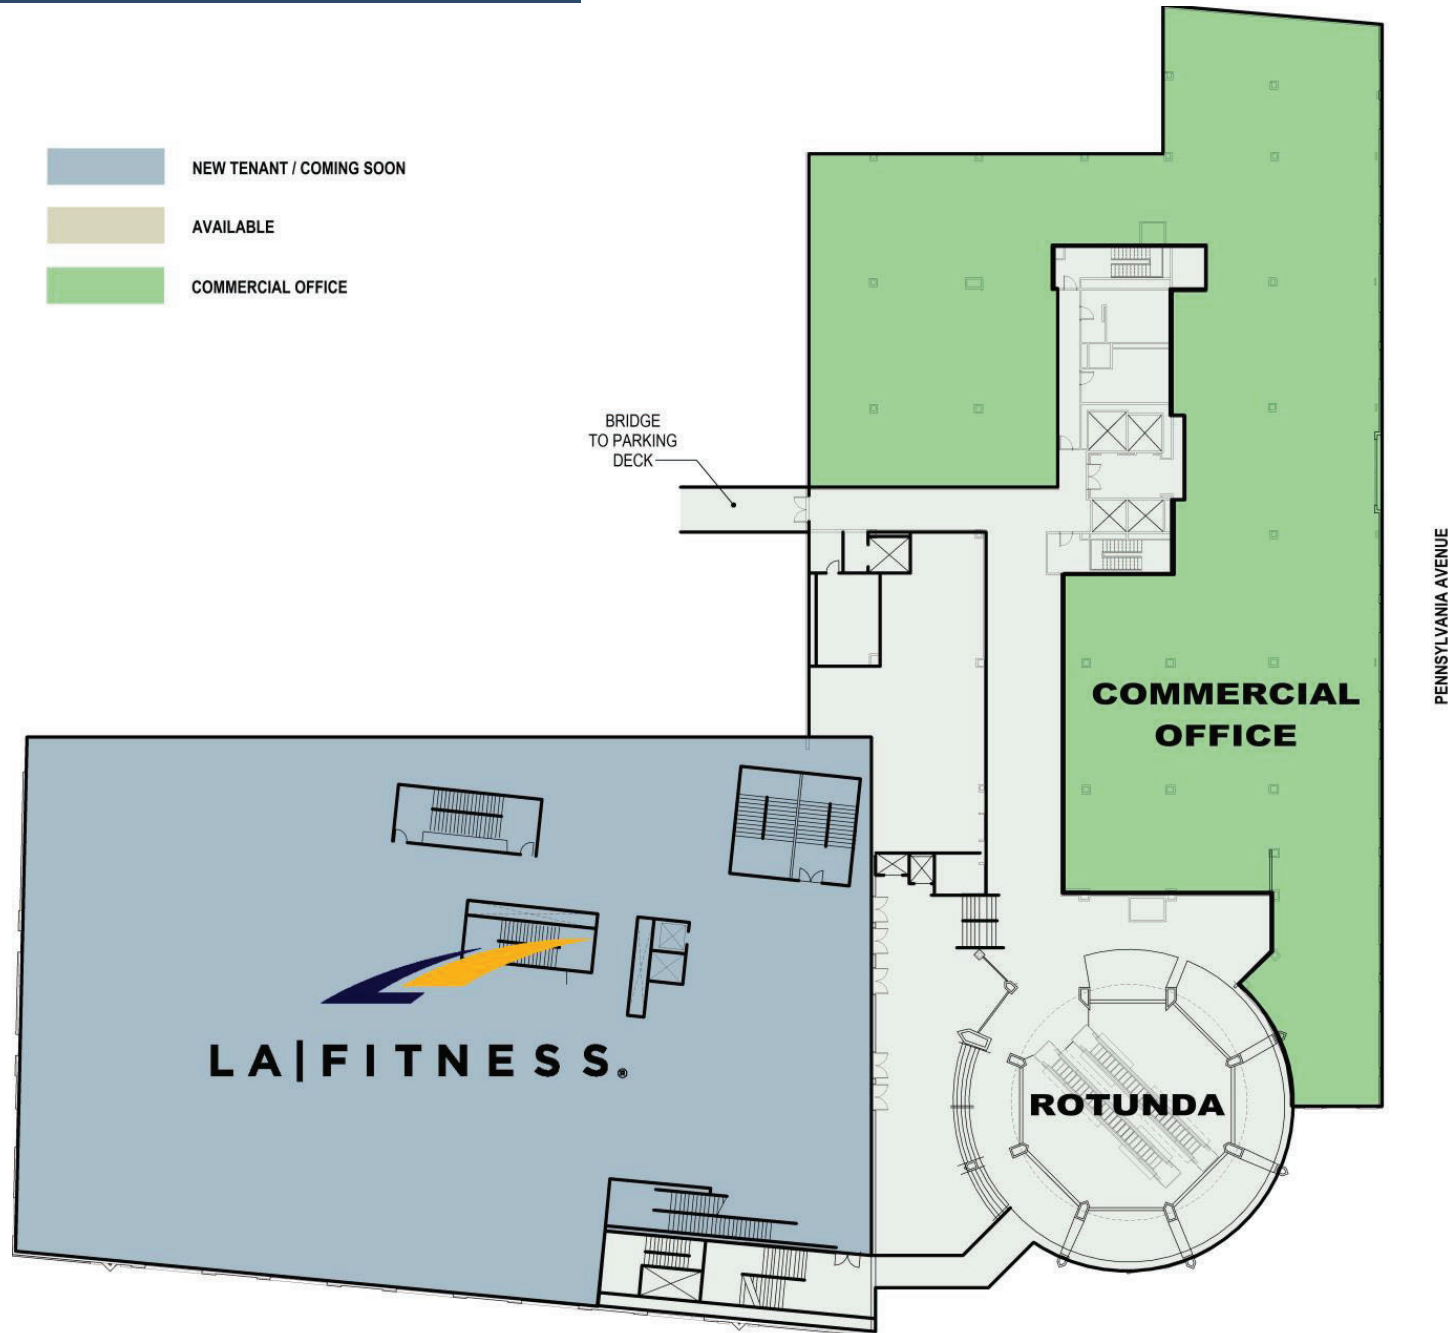 NEW TENANT / COMING SOON
AVAILABLE
COMMERCIAL OFFICE
BRIDGE
TO PARKING
DECK
PENNSYLVANIA AVENUE
COMMERCIAL
OFFICE
LA|FITNESS®
ROTUNDA